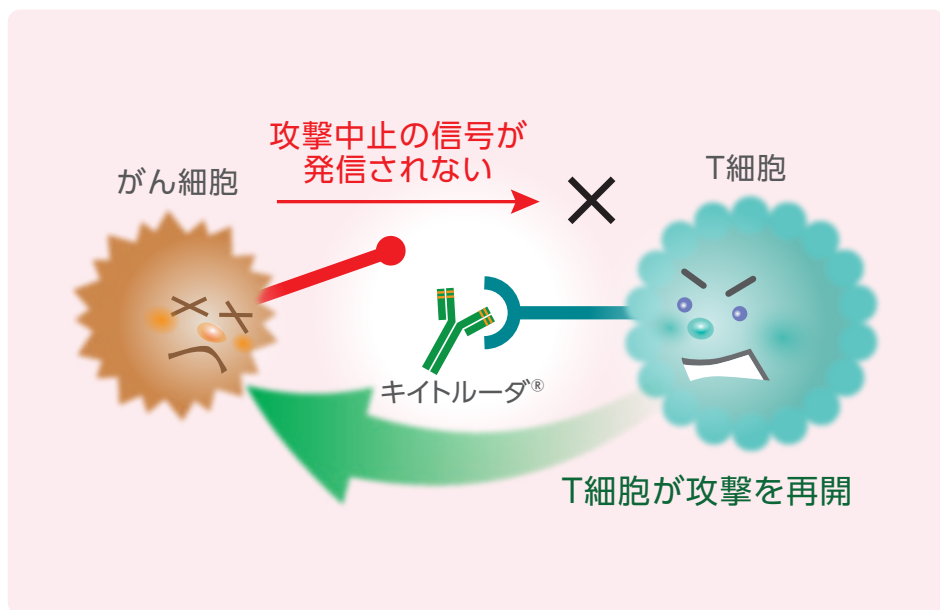 攻撃中止の信号が
発信されない
がん細胞
T細胞
キイトルーダ®
T細胞が攻撃を再開